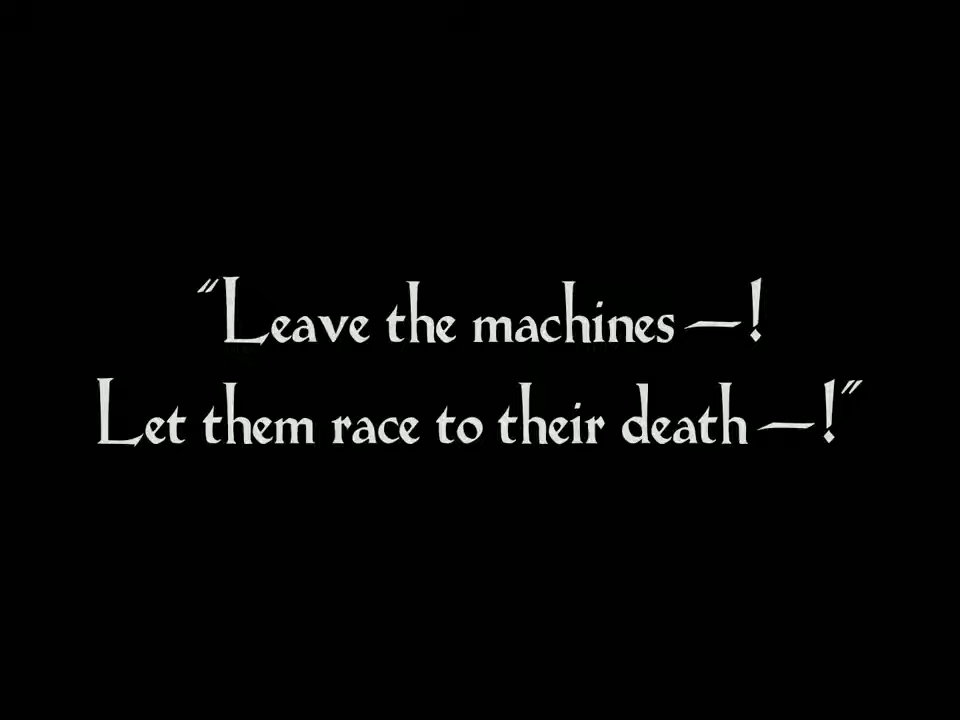 "Leave the machines—!
Let them race to their death—!"